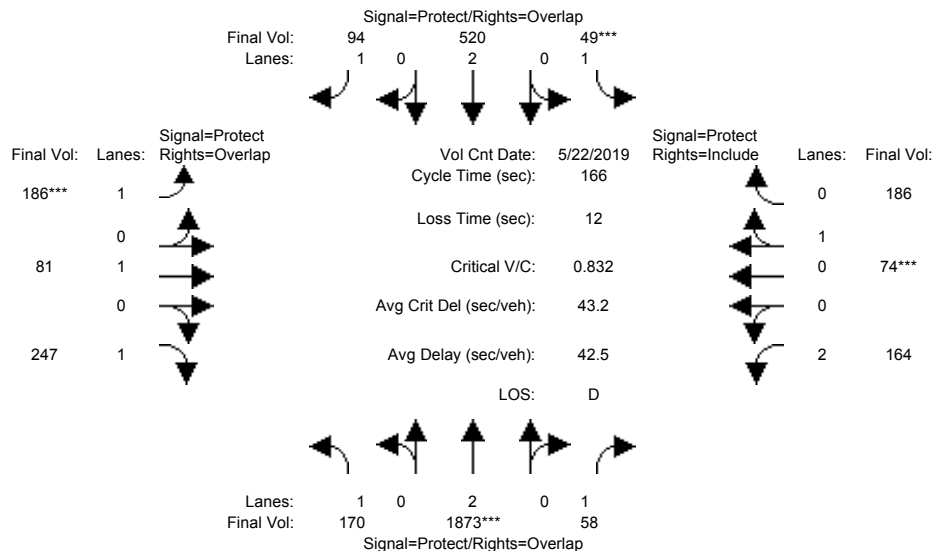 Signal=Protect/Rights=Overlap
Final Vol: 94 520 49***
Lanes: 1 0 2 0 1
Signal=Protect Signal=Protect
Final Vol: Lanes: Rights=Overlap Vol Cnt Date: 5/22/2019 Rights=Include Lanes: Final Vol:
Cycle Time (sec): 166
186*** 1 0 186
Loss Time (sec): 12
0 1
81 1 Critical V/C: 0.832 0 74***
0 Avg Crit Del (sec/veh): 43.2 0
247 1 Avg Delay (sec/veh): 42.5 2 164
LOS: D
Lanes: 1 0 2 0 1
Final Vol: 170 1873*** 58
Signal=Protect/Rights=Overlap